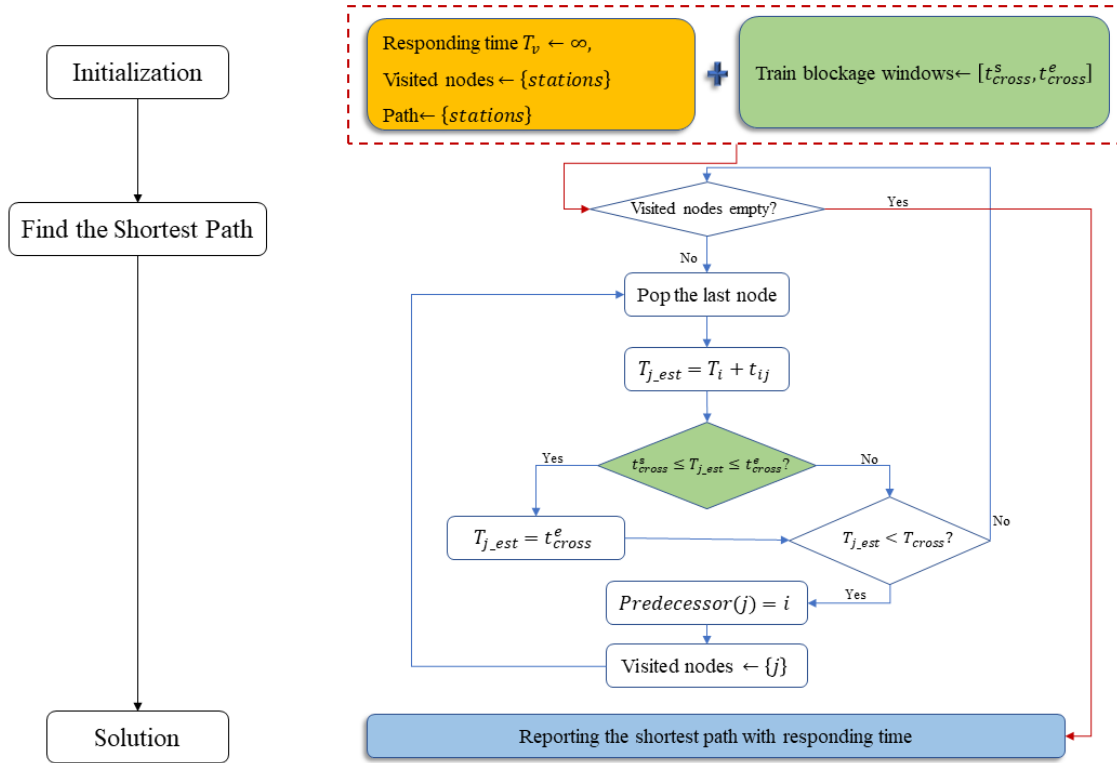 Initialization
Find the Shortest Path
Solution
Responding time T_v ← ∞,
Visited nodes ← {stations}
Path← {stations}
Train blockage windows← [t^s_cross, t^e_cross]
Visited nodes empty?
Yes
No
Pop the last node
T_j_est = T_i + t_ij
t^s_cross ≤ T_j_est ≤ t^e_cross?
Yes
No
T_j_est = t^e_cross
T_j_est < T_cross?
No
Yes
Predecessor(j) = i
Visited nodes ← {j}
Reporting the shortest path with responding time